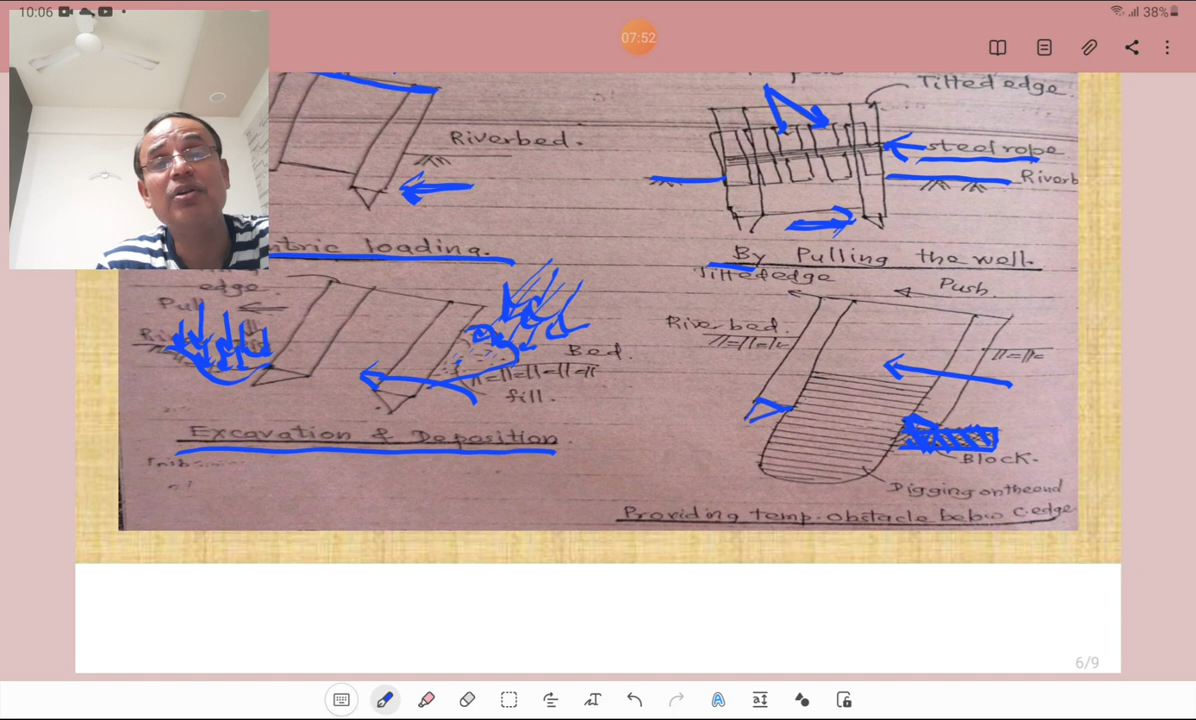 10:06
38%
07:52
Tilted edge.
Riverbed.
steel rope
Riverb
ntric loading.
By Pulling the well.
edge.
Pull
Bed.
fill.
Excavation & Deposition.
Tilted edge
Push.
Riverbed.
Block.
Digging on the end
Providing temp. obstacle below C.edge
6/9